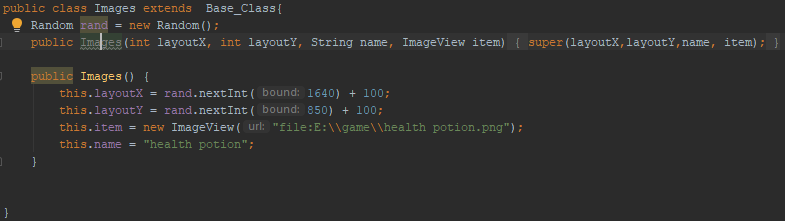 public class Images extends  Base_Class{
Random rand = new Random();
public Images(int layoutX, int layoutY, String name, ImageView item) { super(layoutX,layoutY,name, item); }
public Images() {
this.layoutX = rand.nextInt( bound: 1640) + 100;
this.layoutY = rand.nextInt( bound: 850) + 100;
this.item = new ImageView( url: "file:E:\\game\\health potion.png");
this.name = "health potion";
}
}